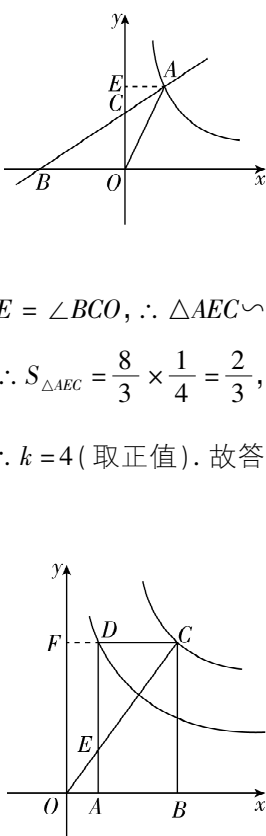 y
E
A
C
B
O
x
E = ∠BCO, ∴ △AEC∽
∴ S△AEC = 8/3 × 1/4 = 2/3,
∴ k = 4 (取正值). 故答
y
F
D
C
E
O
A
B
x